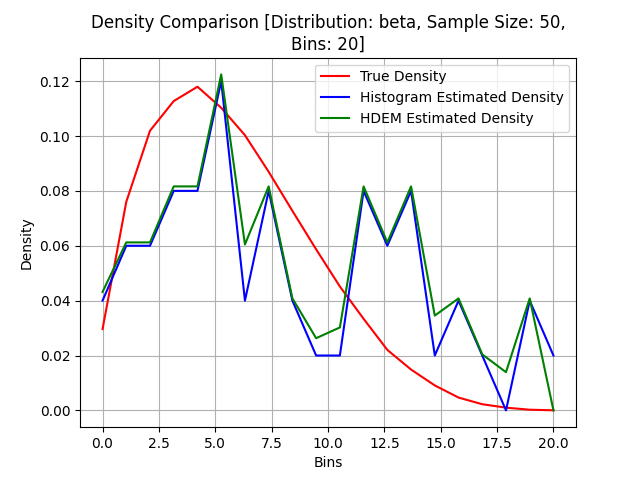 Density Comparison [Distribution: beta, Sample Size: 50,
Bins: 20]
True Density
Histogram Estimated Density
HDEM Estimated Density
Density
0.12
0.10
0.08
0.06
0.04
0.02
0.00
0.0 2.5 5.0 7.5 10.0 12.5 15.0 17.5 20.0
Bins